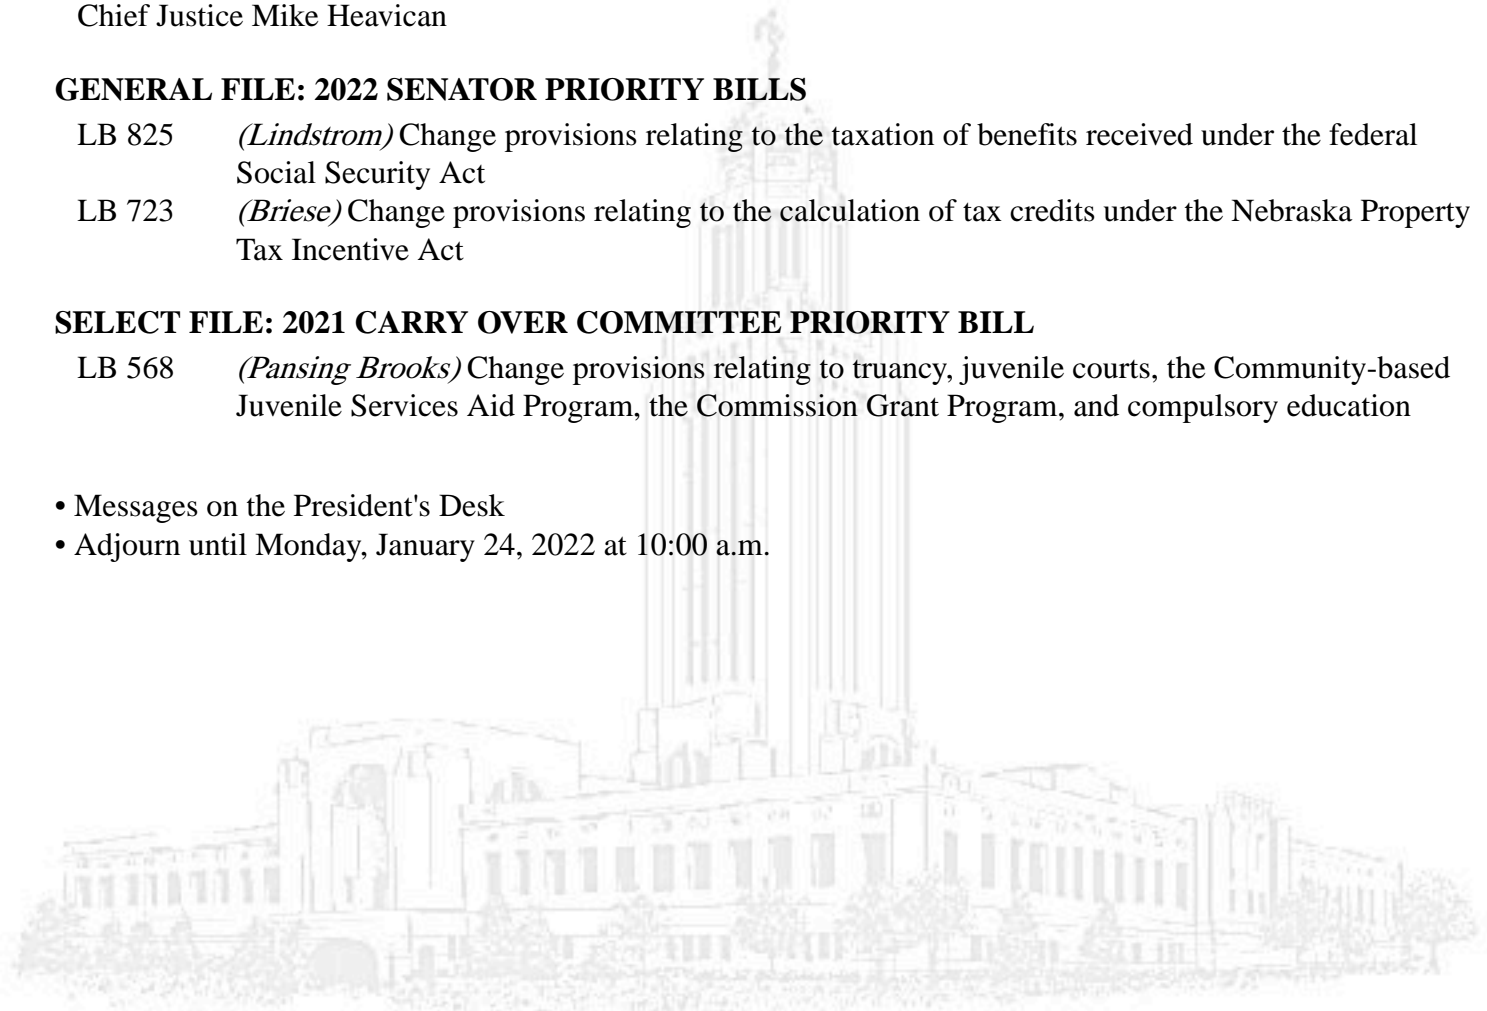 Chief Justice Mike Heavican
GENERAL FILE: 2022 SENATOR PRIORITY BILLS
LB 825 (Lindstrom) Change provisions relating to the taxation of benefits received under the federal
Social Security Act
LB 723 (Briese) Change provisions relating to the calculation of tax credits under the Nebraska Property
Tax Incentive Act
SELECT FILE: 2021 CARRY OVER COMMITTEE PRIORITY BILL
LB 568 (Pansing Brooks) Change provisions relating to truancy, juvenile courts, the Community-based
Juvenile Services Aid Program, the Commission Grant Program, and compulsory education
• Messages on the President's Desk
• Adjourn until Monday, January 24, 2022 at 10:00 a.m.